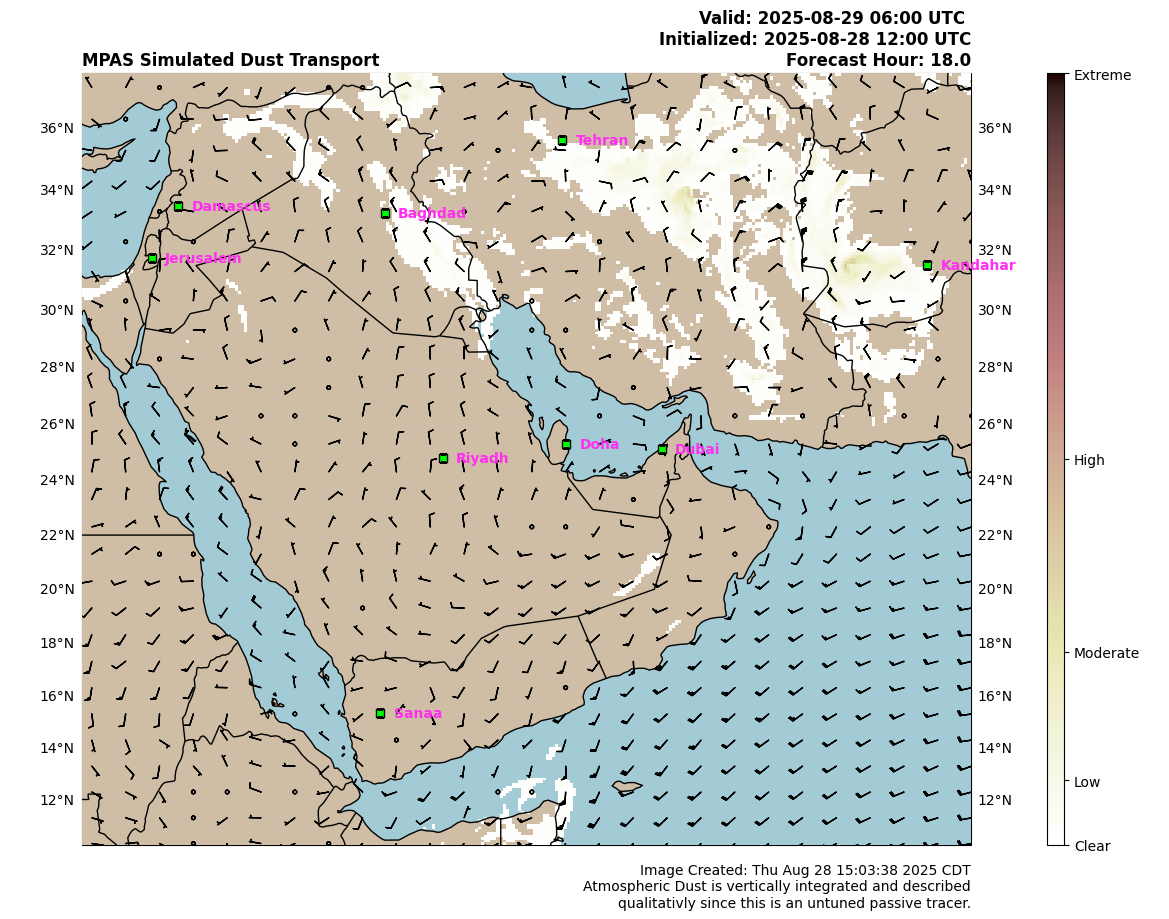 Valid: 2025-08-29 06:00 UTC
Initialized: 2025-08-28 12:00 UTC
MPAS Simulated Dust Transport
Forecast Hour: 18.0
Extreme
36°N
36°N
Tehran
34°N
34°N
Damascus
Baghdad
32°N
32°N
Jerusalem
Kandahar
30°N
30°N
28°N
28°N
26°N
26°N
Doha
Dubai
Riyadh
High
24°N
24°N
22°N
22°N
20°N
20°N
18°N
18°N
Moderate
16°N
16°N
Sanaa
14°N
14°N
Low
12°N
12°N
Clear
Image Created: Thu Aug 28 15:03:38 2025 CDT
Atmospheric Dust is vertically integrated and described
qualitativly since this is an untuned passive tracer.